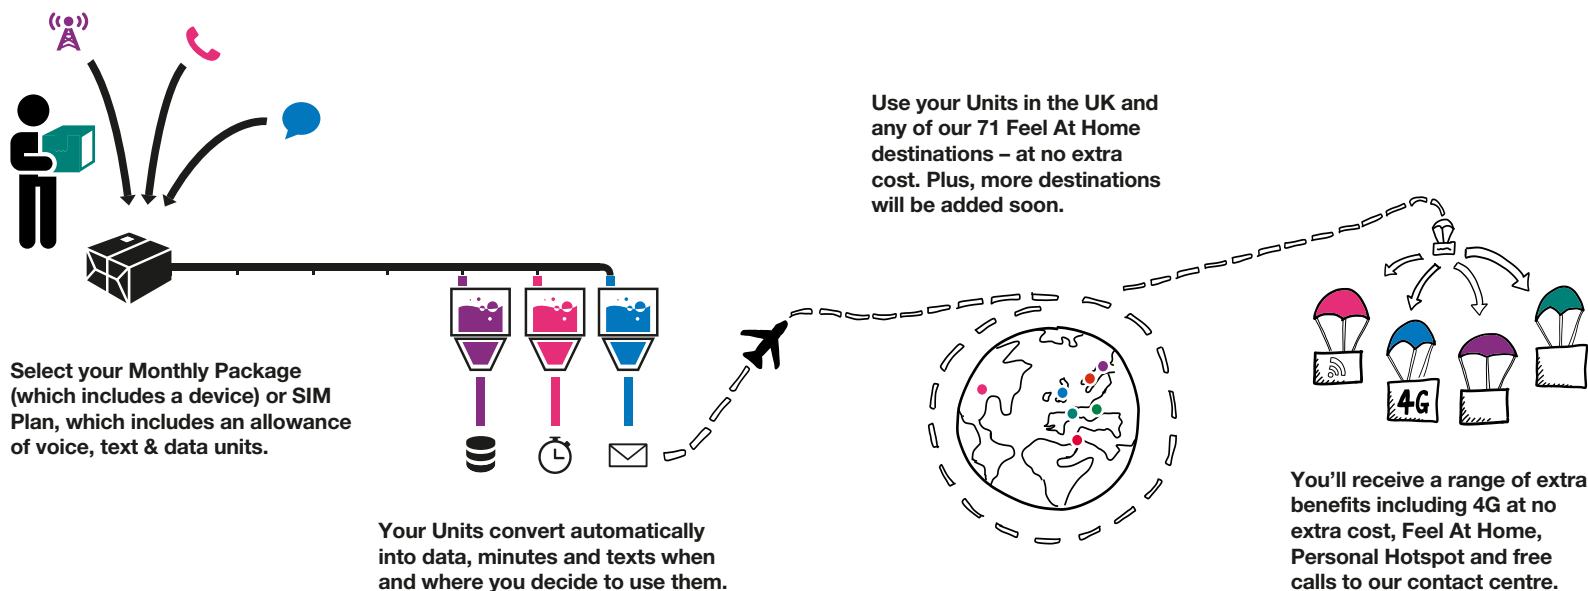 Select your Monthly Package
(which includes a device) or SIM
Plan, which includes an allowance
of voice, text & data units.
Your Units convert automatically
into data, minutes and texts when
and where you decide to use them.
Use your Units in the UK and
any of our 71 Feel At Home
destinations – at no extra
cost. Plus, more destinations
will be added soon.
4G
You’ll receive a range of extra
benefits including 4G at no
extra cost, Feel At Home,
Personal Hotspot and free
calls to our contact centre.